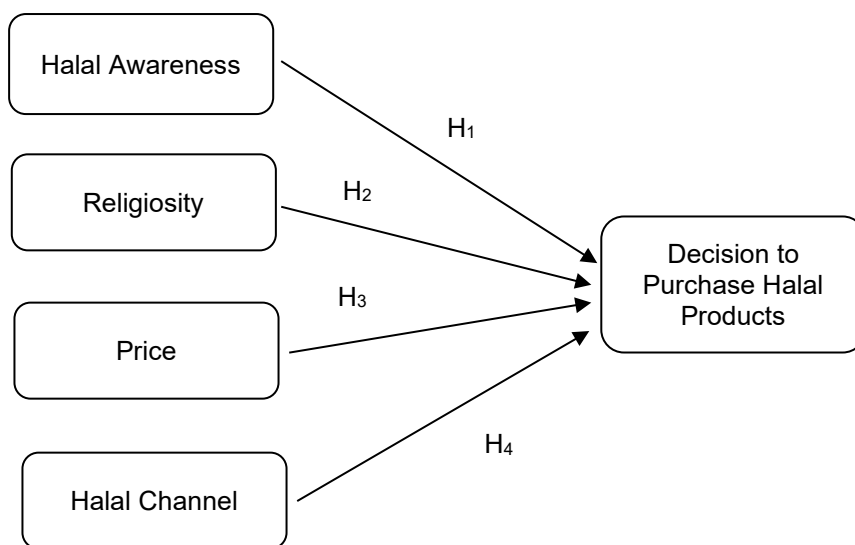 Halal Awareness
H₁
Religiosity
H₂
Decision to
Purchase Halal
Products
H₃
Price
H₄
Halal Channel